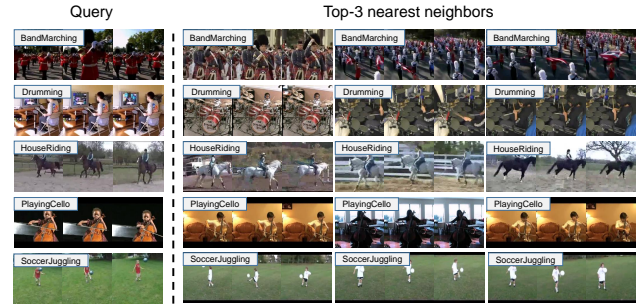 Query
Top-3 nearest neighbors
BandMarching
BandMarching
BandMarching
BandMarching
Drumming
Drumming
Drumming
Drumming
HouseRiding
HouseRiding
HouseRiding
HouseRiding
PlayingCello
PlayingCello
PlayingCello
PlayingCello
SoccerJuggling
SoccerJuggling
SoccerJuggling
SoccerJuggling